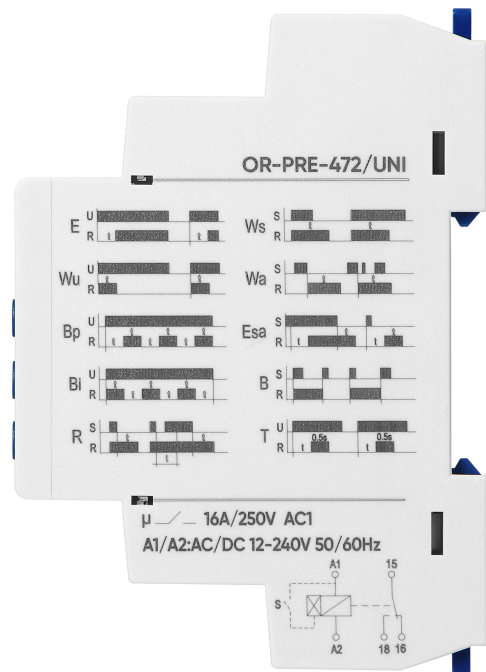 OR-PRE-472/UNI
E U
R t t
Ws S t t
R
Wu U t t
R
Wa S
R t t
Bp U t t t
R t t t
Esa S t t
R t t
Bi U t t t
R t t t
B S
R
R S t t
R t
T U 0.5s 0.5s
R t t
µ 16A/250V AC1
A1/A2:AC/DC 12-240V 50/60Hz
A1 15
S
A2 18 16